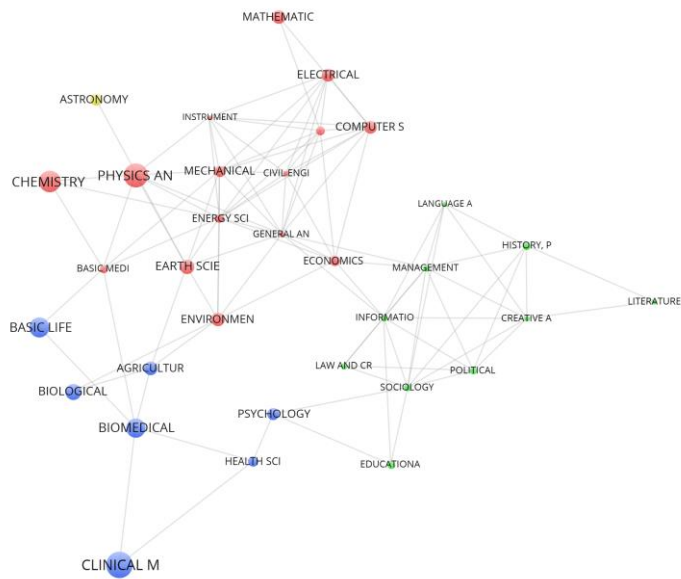 MATHEMATIC
ELECTRICAL
ASTRONOMY
INSTRUMENT
COMPUTER S
MECHANICAL
CIVIL ENGI
PHYSICS AN
CHEMISTRY
LANGUAGE A
ENERGY SCI
GENERAL AN
HISTORY, P
BASIC MEDI
EARTH SCIE
ECONOMICS
MANAGEMENT
LITERATURE
BASIC LIFE
ENVIRONMEN
INFORMATIO
CREATIVE A
AGRICULTUR
LAW AND CR
POLITICAL
BIOLOGICAL
SOCIOLOGY
BIOMEDICAL
PSYCHOLOGY
HEALTH SCI
EDUCATIONA
CLINICAL M